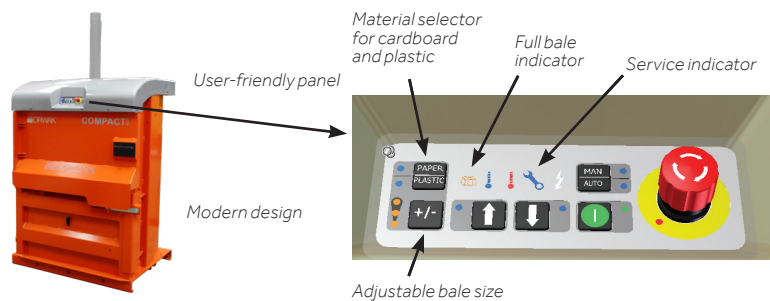 Material selector
for cardboard
and plastic
Full bale
indicator
Service indicator
User-friendly panel
COMPACT
PAPER
PLASTIC
MAN
AUTO
+/-
Modern design
Adjustable bale size